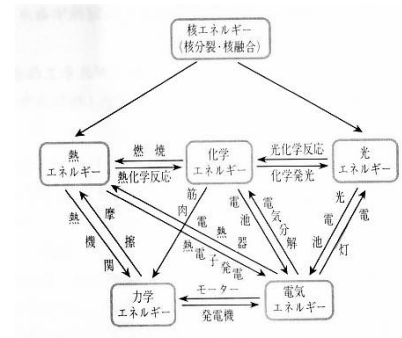 核エネルギー
(核分裂・核融合)
熱
エネルギー
燃焼
熱化学反応
化学
エネルギー
光化学反応
化学発光
光
エネルギー
熱機関
摩擦
筋肉
電熱器
熱電子発電
電池
電気分解
光電池
電灯
力学
エネルギー
モーター
発電機
電気
エネルギー